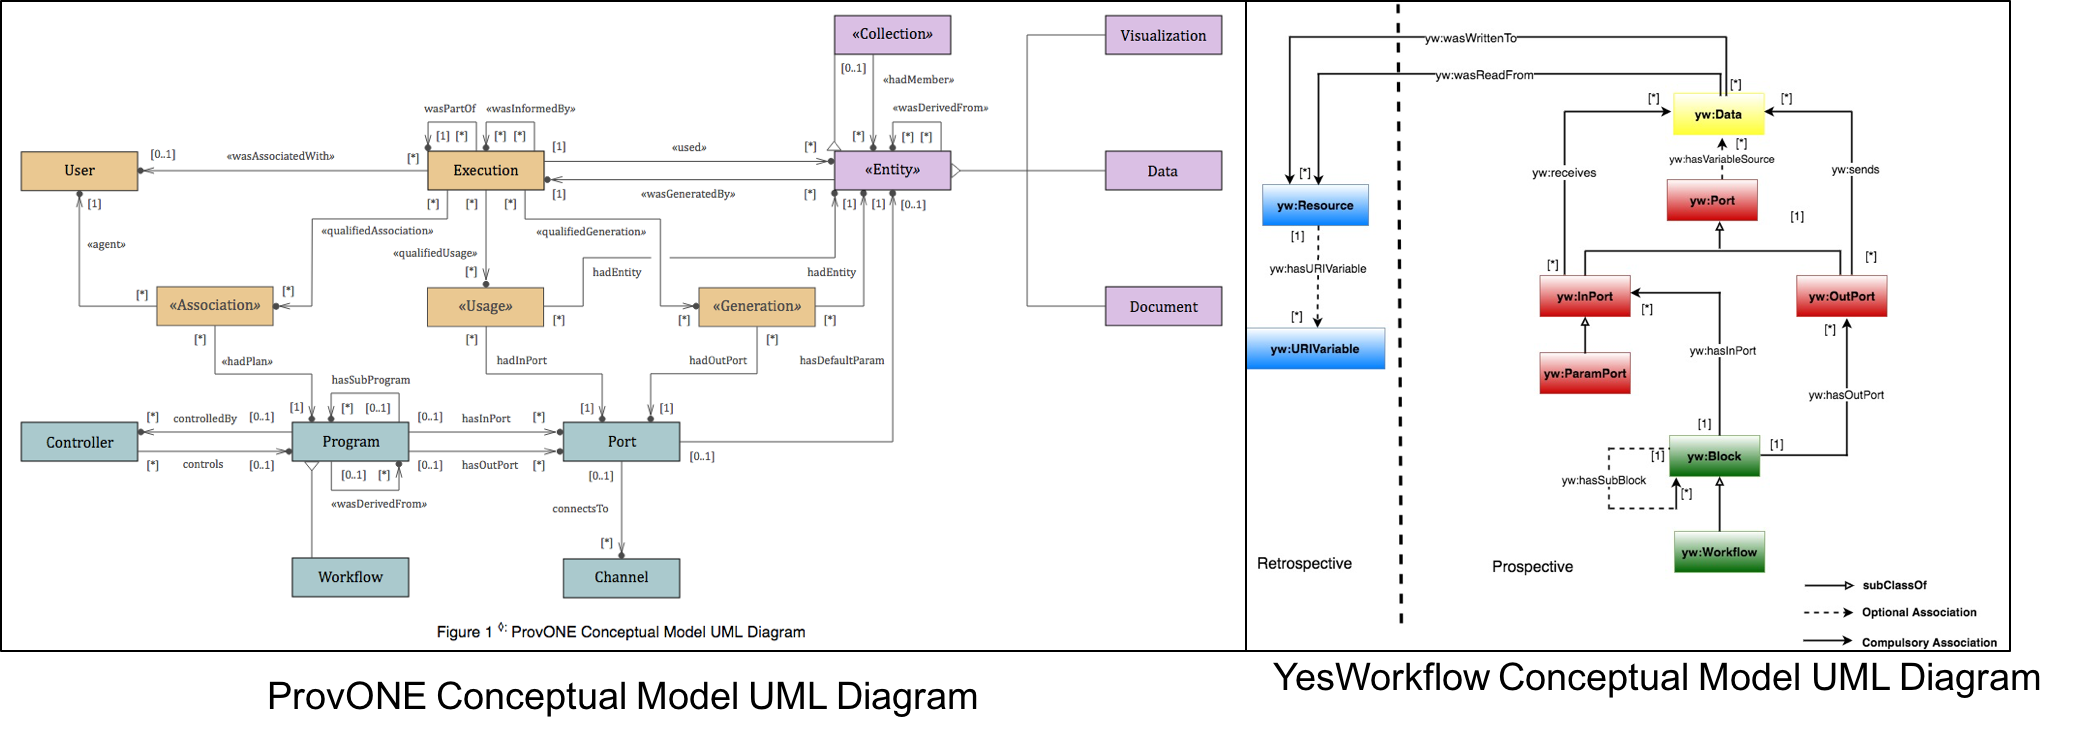 «Collection»
Visualization
[0..1]
«hadMember»
wasPartOf
«wasInformedBy»
«wasDerivedFrom»
[1] [*]
[*] [*]
[*]
[*] [*]
User
[0..1]
«wasAssociatedWith»
[*]
Execution
[1]
«used»
[*]
«Entity»
Data
[1]
«wasGeneratedBy»
[*]
[1]
[*]
[*]
[*]
[1]
[1]
[0..1]
«agent»
«qualifiedAssociation»
«qualifiedUsage»
«qualifiedGeneration»
[*]
hadEntity
hadEntity
[*]
«Association»
[*]
«Usage»
[*]
[*]
«Generation»
[*]
Document
[*]
«hadPlan»
[*]
hadInPort
[*]
hadOutPort
hasDefaultParam
hasSubProgram
[*]
controlledBy
[0..1]
[1]
[*]
[0..1]
[0..1]
hasInPort
[*]
[1]
[1]
Controller
Program
Port
[*]
controls
[0..1]
[0..1]
[*]
[0..1]
hasOutPort
[*]
[0..1]
[0..1]
«wasDerivedFrom»
connectsTo
[*]
Workflow
Channel
Figure 1 ◊: ProvONE Conceptual Model UML Diagram
ProvONE Conceptual Model UML Diagram
yw:wasWrittenTo
yw:wasReadFrom
[*]
[*]
[*]
yw:Data
[*]
yw:hasVariableSource
yw:receives
yw:sends
[*]
yw:Resource
yw:Port
[1]
[1]
yw:hasURIVariable
[*]
[*]
[*]
yw:InPort
[*]
yw:OutPort
[*]
yw:URIVariable
yw:hasInPort
yw:ParamPort
yw:hasOutPort
[1]
[1]
yw:Block
[1]
yw:hasSubBlock
[*]
yw:Workflow
Retrospective
Prospective
subClassOf
Optional Association
Compulsory Association
YesWorkflow Conceptual Model UML Diagram